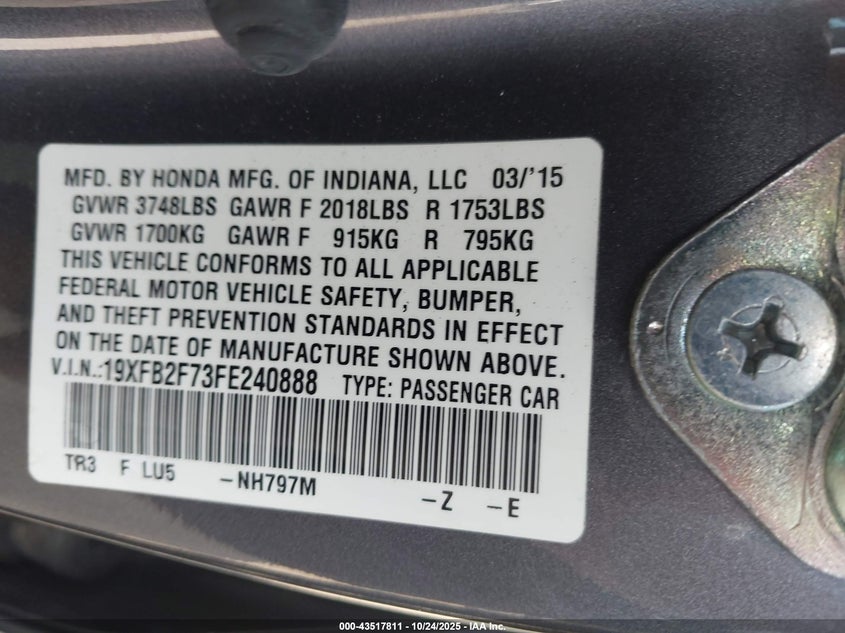 MFD. BY HONDA MFG. OF INDIANA, LLC 03/'15
GVWR 3748LBS GAWR F 2018LBS R 1753LBS
GVWR 1700KG GAWR F 915KG R 795KG
THIS VEHICLE CONFORMS TO ALL APPLICABLE
FEDERAL MOTOR VEHICLE SAFETY, BUMPER,
AND THEFT PREVENTION STANDARDS IN EFFECT
ON THE DATE OF MANUFACTURE SHOWN ABOVE.
V.I.N.:19XFB2F73FE240888 TYPE: PASSENGER CAR
TR3 F LU5 -NH797M -Z -E
000-43517811 - 10/24/2025 - IAA Inc.